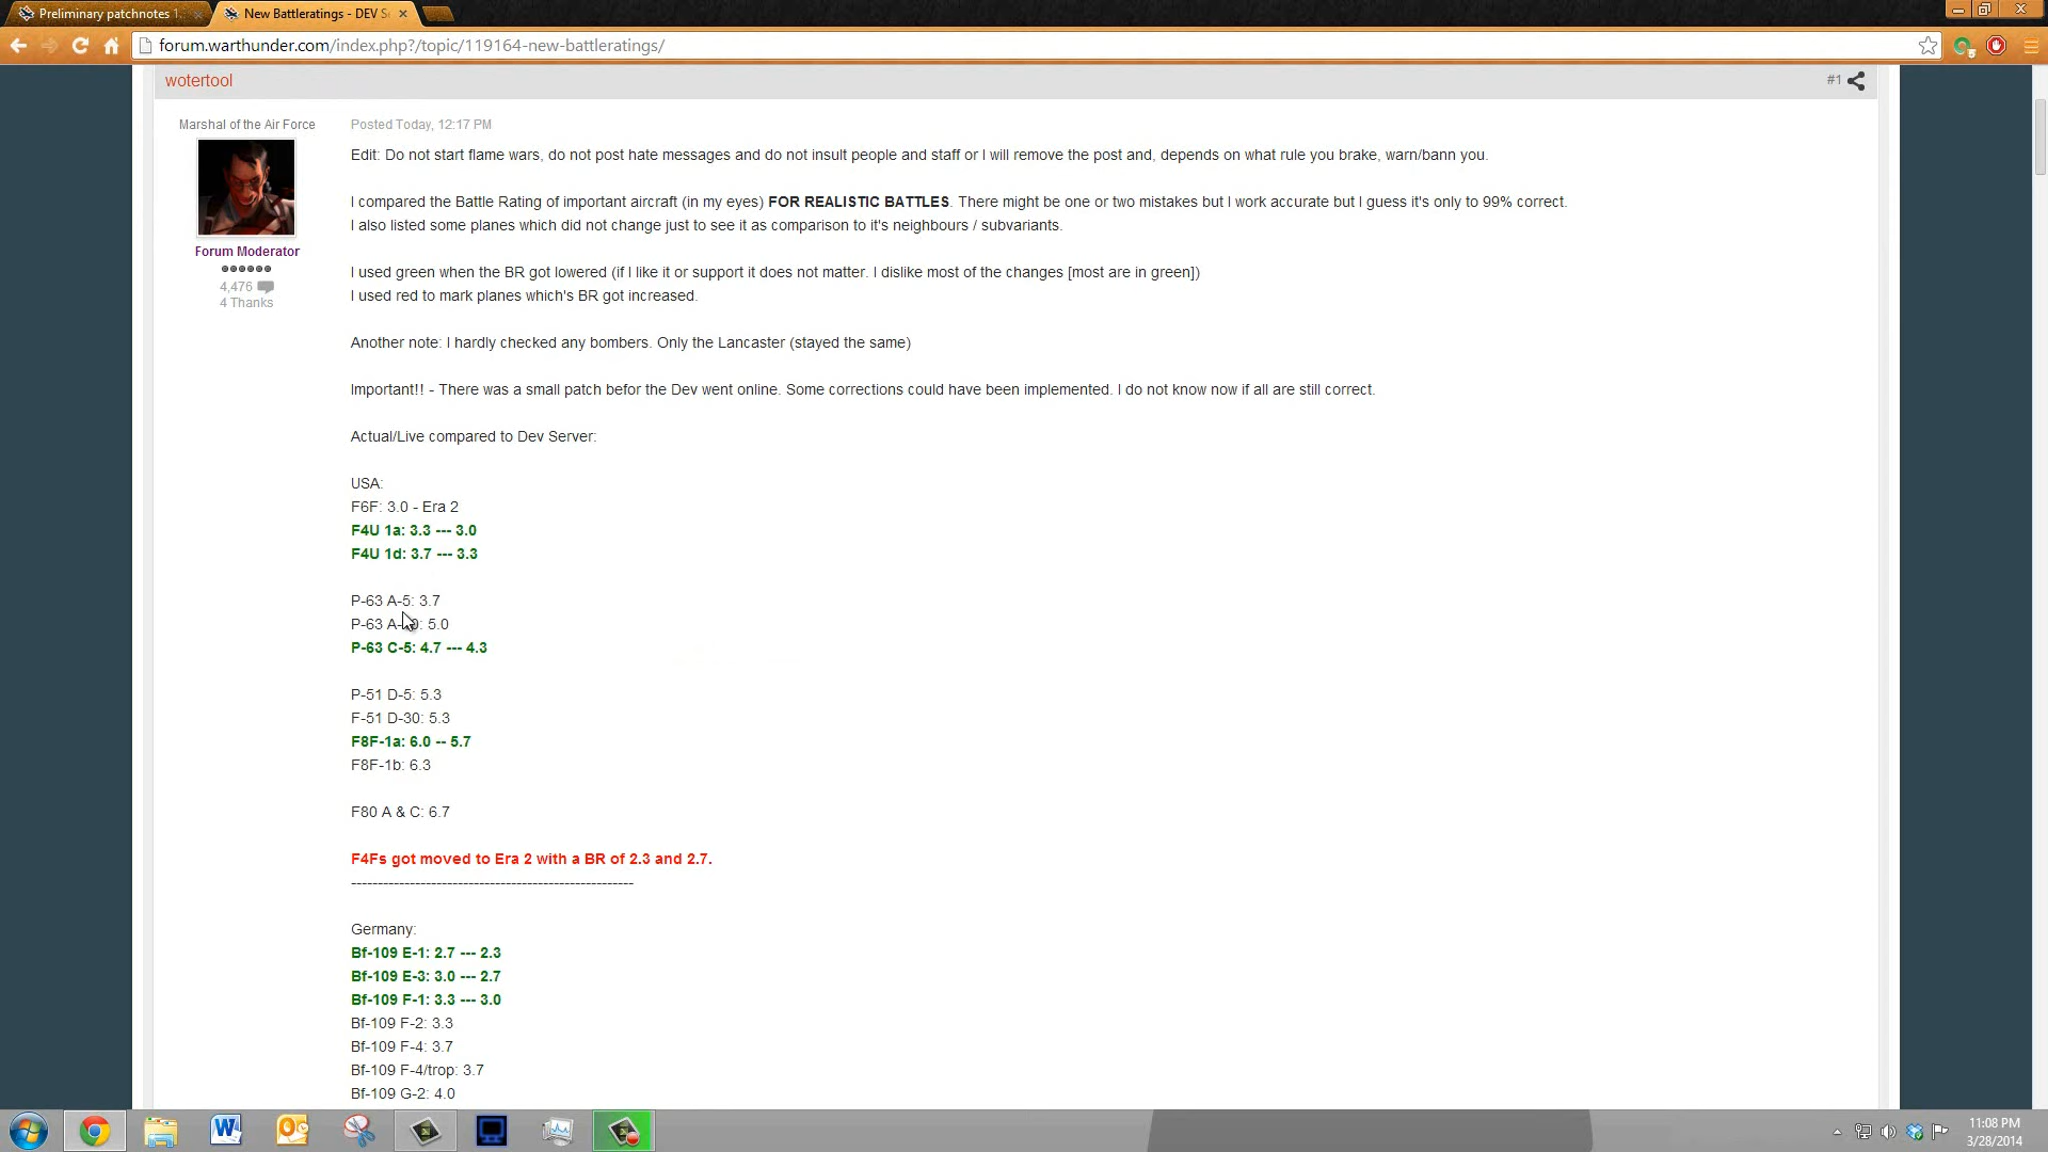 Preliminary patchnotes 1.
New Battleratings - DEV S
forum.warthunder.com/index.php?/topic/119164-new-battleratings/
wotertool
#1
Marshal of the Air Force
Forum Moderator
4,476
4 Thanks
Posted Today, 12:17 PM
Edit: Do not start flame wars, do not post hate messages and do not insult people and staff or I will remove the post and, depends on what rule you brake, warn/bann you.
I compared the Battle Rating of important aircraft (in my eyes) FOR REALISTIC BATTLES. There might be one or two mistakes but I work accurate but I guess it's only to 99% correct.
I also listed some planes which did not change just to see it as comparison to it's neighbours / subvariants.
I used green when the BR got lowered (if I like it or support it does not matter. I dislike most of the changes [most are in green])
I used red to mark planes which's BR got increased.
Another note: I hardly checked any bombers. Only the Lancaster (stayed the same)
Important!! - There was a small patch befor the Dev went online. Some corrections could have been implemented. I do not know now if all are still correct.
Actual/Live compared to Dev Server:
USA:
F6F: 3.0 - Era 2
F4U 1a: 3.3 --- 3.0
F4U 1d: 3.7 --- 3.3
P-63 A-5: 3.7
P-63 A- 0: 5.0
P-63 C-5: 4.7 --- 4.3
P-51 D-5: 5.3
F-51 D-30: 5.3
F8F-1a: 6.0 -- 5.7
F8F-1b: 6.3
F80 A & C: 6.7
F4Fs got moved to Era 2 with a BR of 2.3 and 2.7.
----------------------------------------------------
Germany:
Bf-109 E-1: 2.7 --- 2.3
Bf-109 E-3: 3.0 --- 2.7
Bf-109 F-1: 3.3 --- 3.0
Bf-109 F-2: 3.3
Bf-109 F-4: 3.7
Bf-109 F-4/trop: 3.7
Bf-109 G-2: 4.0
11:08 PM
3/28/2014